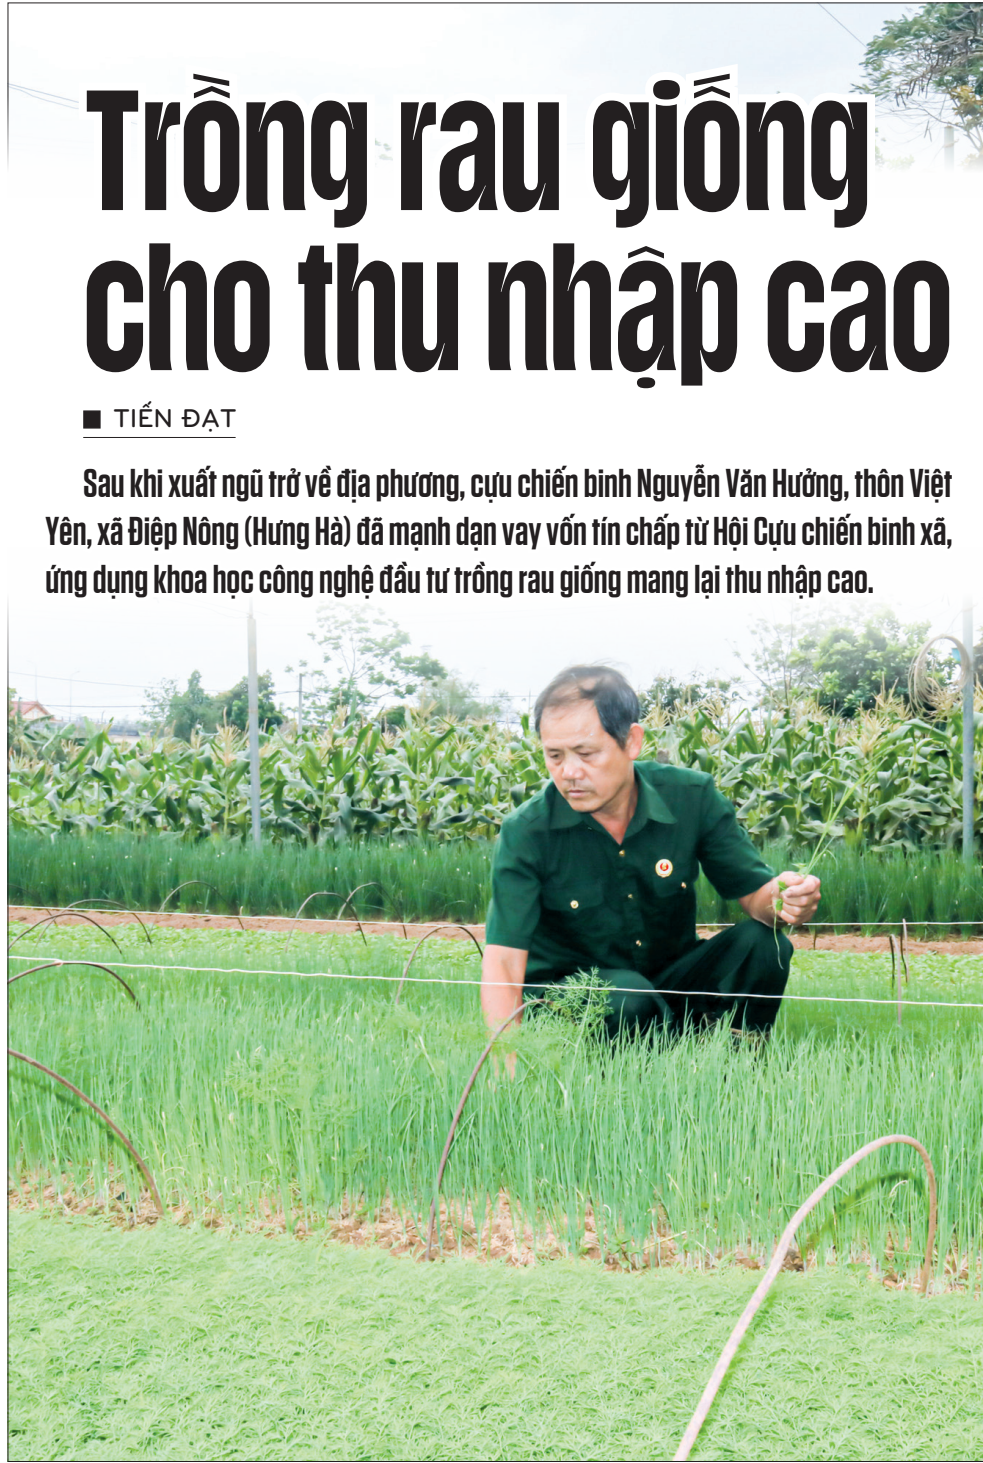 Trồng rau giống
cho thu nhập cao
■ TIẾN ĐẠT
Sau khi xuất ngũ trở về địa phương, cựu chiến binh Nguyễn Văn Hưởng, thôn Việt
Yên, xã Điệp Nông (Hưng Hà) đã mạnh dạn vay vốn tín chấp từ Hội Cựu chiến binh xã,
ứng dụng khoa học công nghệ đầu tư trồng rau giống mang lại thu nhập cao.